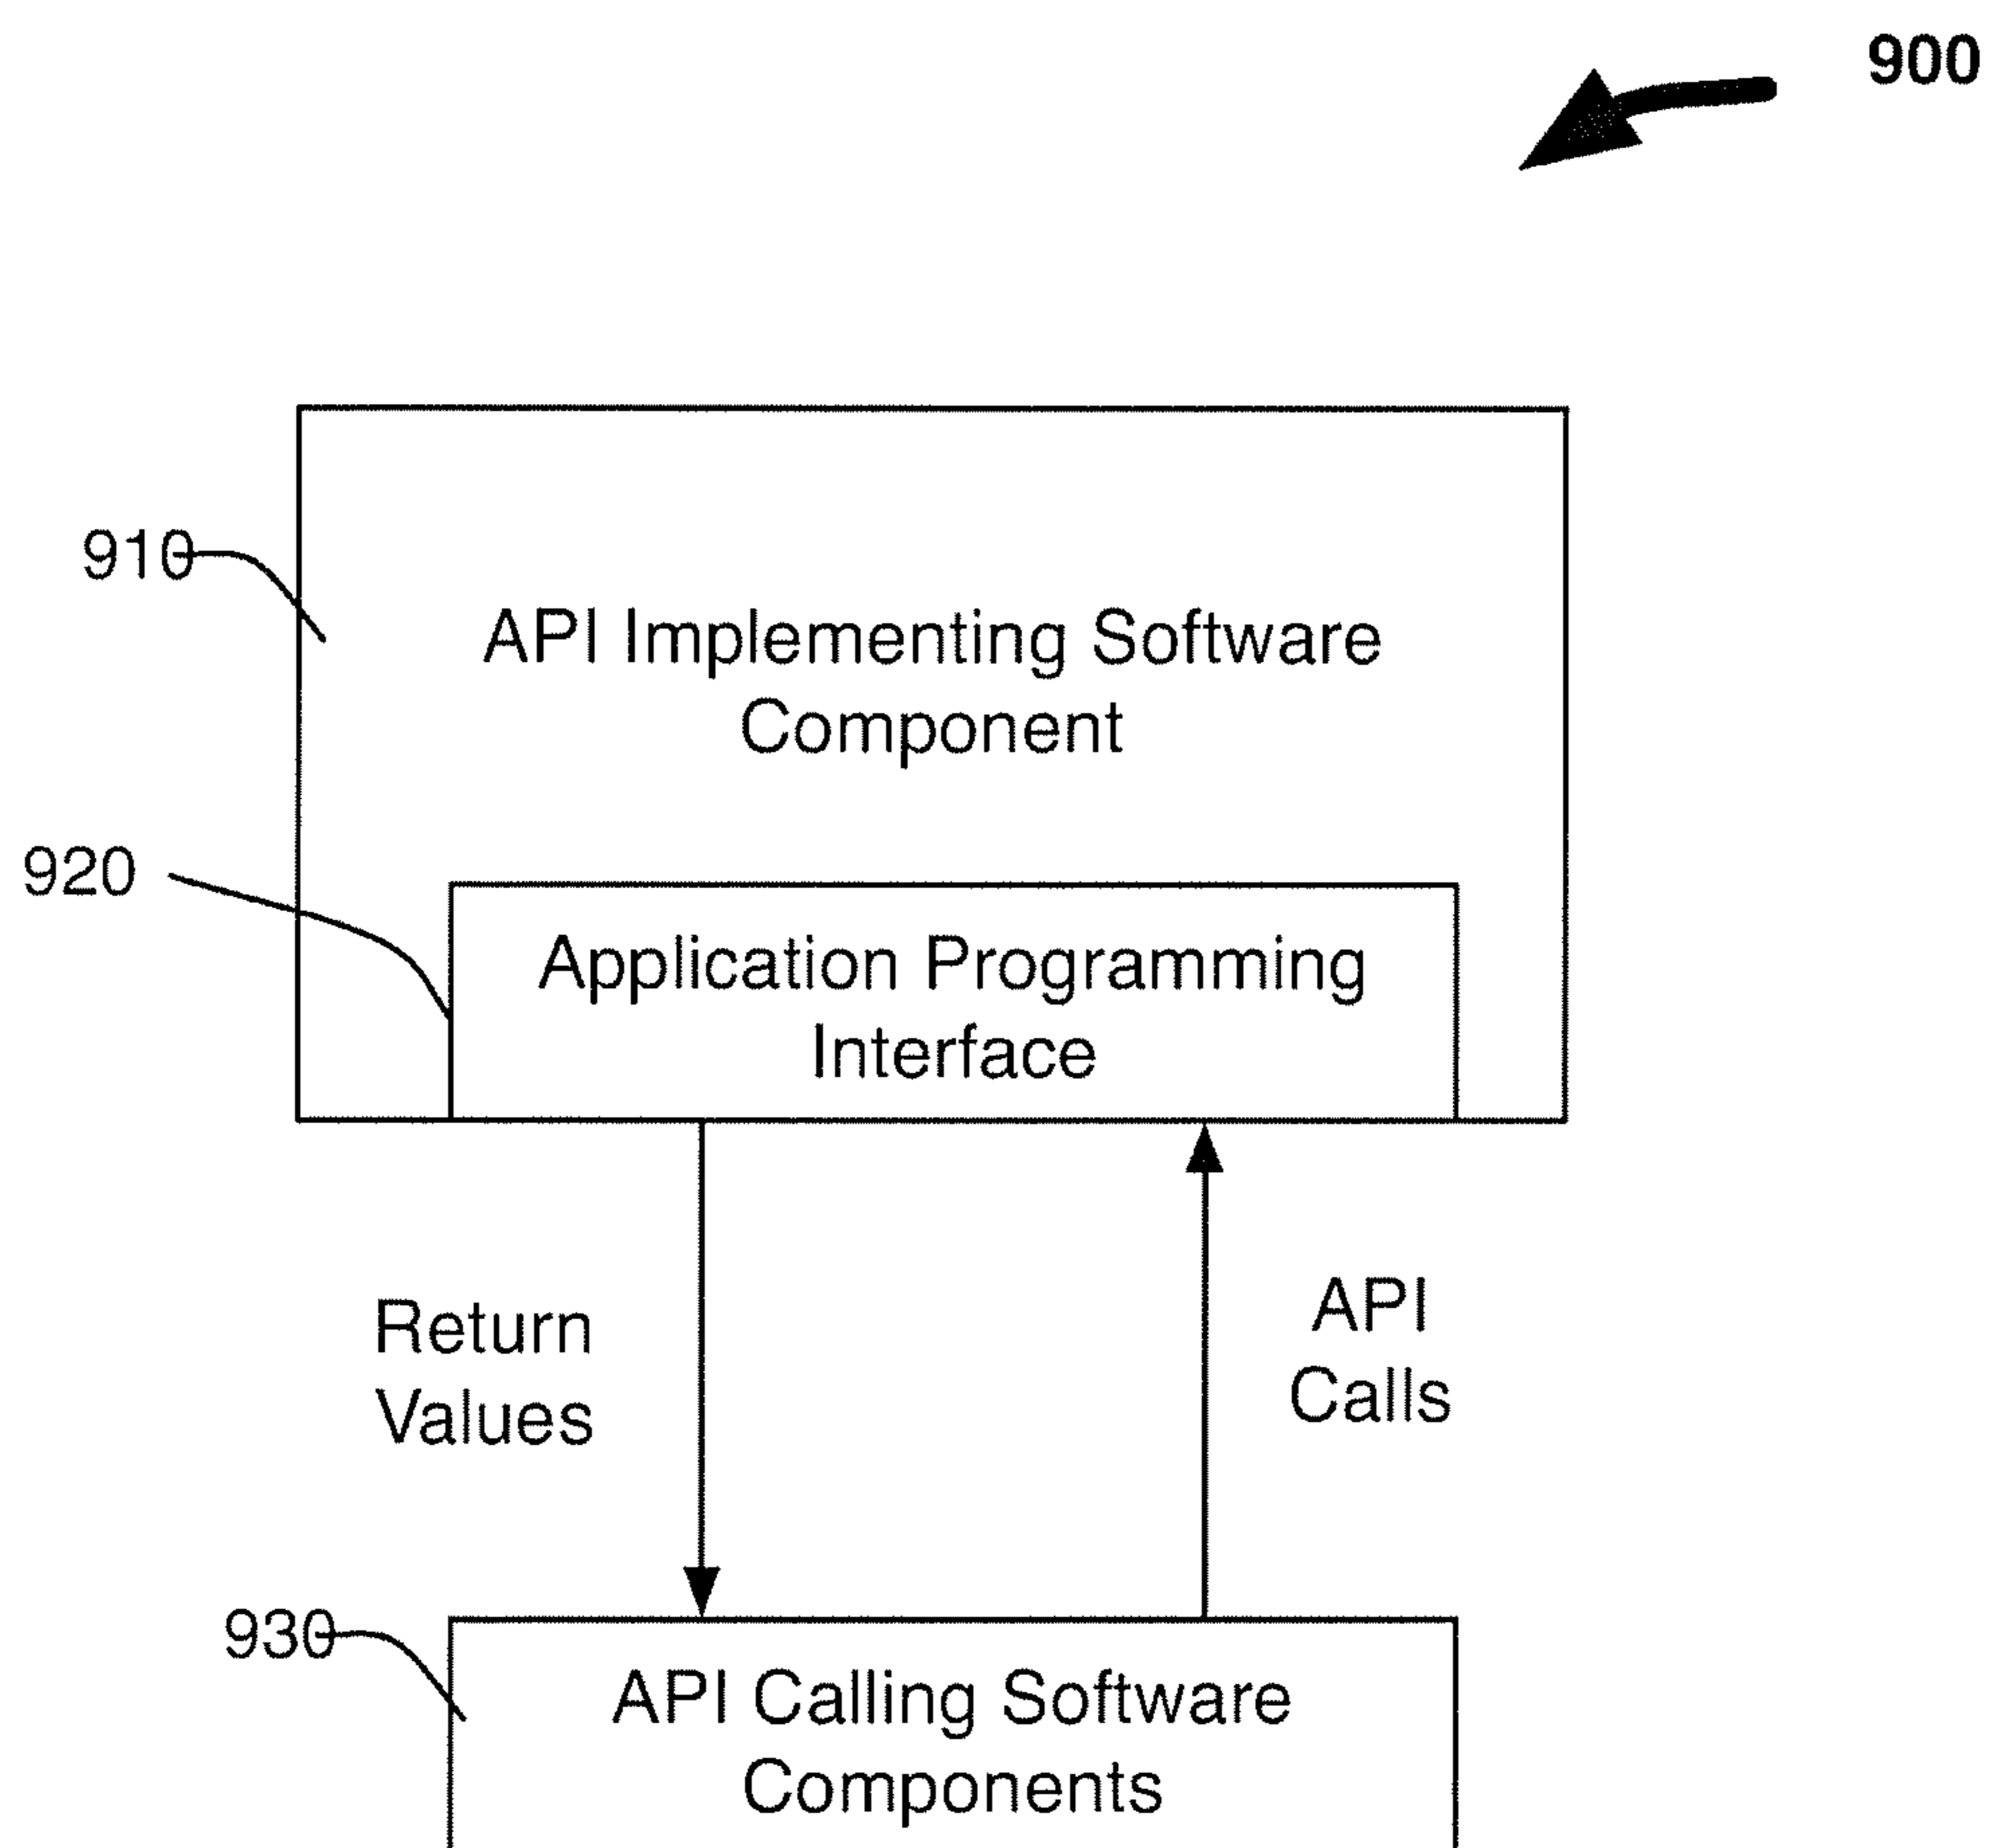 900
910
API Implementing Software
Component
920
Application Programming
Interface
Return
Values
API
Calls
930
API Calling Software
Components